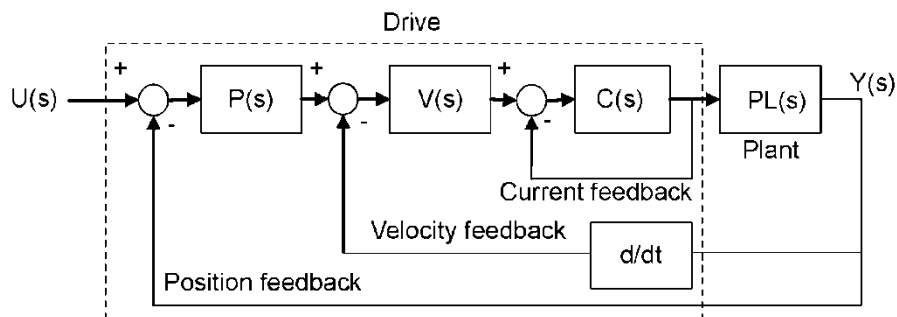 Drive
+
+
+
U(s)
P(s)
V(s)
C(s)
PL(s)
Y(s)
-
-
-
Plant
Current feedback
Velocity feedback
d/dt
Position feedback